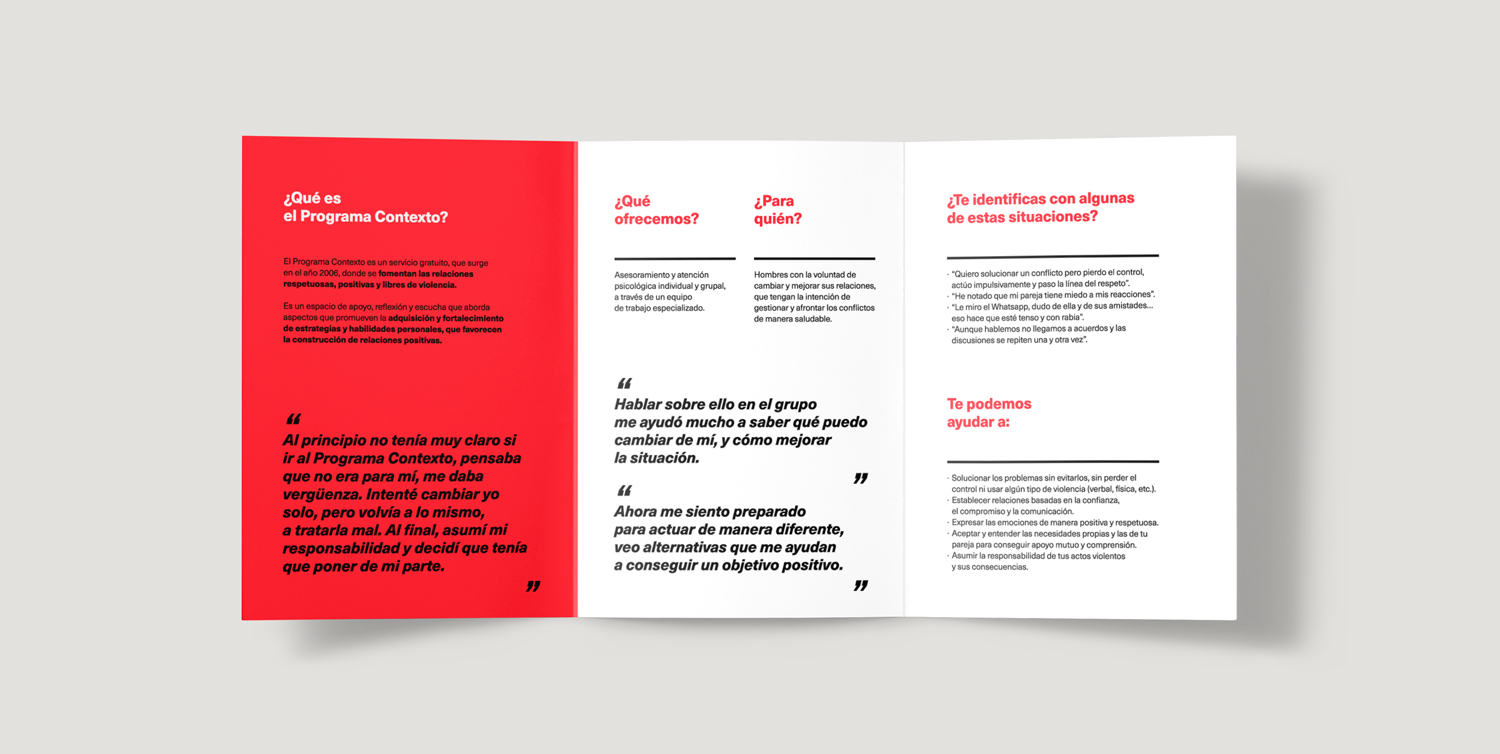 ¿Qué es
el Programa Contexto?
El Programa Contexto es un servicio gratuito, que surge
en el año 2006, donde se fomentan las relaciones
respetuosas, positivas y libres de violencia.
Es un espacio de apoyo, reflexión y escucha que aborda
aspectos que promueven la adquisición y fortalecimiento
de estrategias y habilidades personales, que favorecen
la construcción de relaciones positivas.
“
Al principio no tenía muy claro si
ir al Programa Contexto, pensaba
que no era para mí, me daba
vergüenza. Intenté cambiar yo
solo, pero volvía a lo mismo,
a tratarla mal. Al final, asumí mi
responsabilidad y decidí que tenía
que poner de mi parte.
”
¿Qué
ofrecemos?
Asesoramiento y atención
psicológica individual y grupal,
a través de un equipo
de trabajo especializado.
¿Para
quién?
Hombres con la voluntad de
cambiar y mejorar sus relaciones,
que tengan la intención de
gestionar y afrontar los conflictos
de manera saludable.
“
Hablar sobre ello en el grupo
me ayudó mucho a saber qué puedo
cambiar de mí, y cómo mejorar
la situación.
”
“
Ahora me siento preparado
para actuar de manera diferente,
veo alternativas que me ayudan
a conseguir un objetivo positivo.
”
¿Te identificas con algunas
de estas situaciones?
· “Quiero solucionar un conflicto pero pierdo el control,
actúo impulsivamente y paso la línea del respeto”.
· “He notado que mi pareja tiene miedo a mis reacciones”.
· “Le miro el Whatsapp, dudo de ella y de sus amistades...
eso hace que esté tenso y con rabia”.
· “Aunque hablemos no llegamos a acuerdos y las
discusiones se repiten una y otra vez”.
Te podemos
ayudar a:
· Solucionar los problemas sin evitarlos, sin perder el
control ni usar algún tipo de violencia (verbal, física, etc.).
· Establecer relaciones basadas en la confianza,
el compromiso y la comunicación.
· Expresar las emociones de manera positiva y respetuosa.
· Aceptar y entender las necesidades propias y las de tu
pareja para conseguir apoyo mutuo y comprensión.
· Asumir la responsabilidad de tus actos violentos
y sus consecuencias.